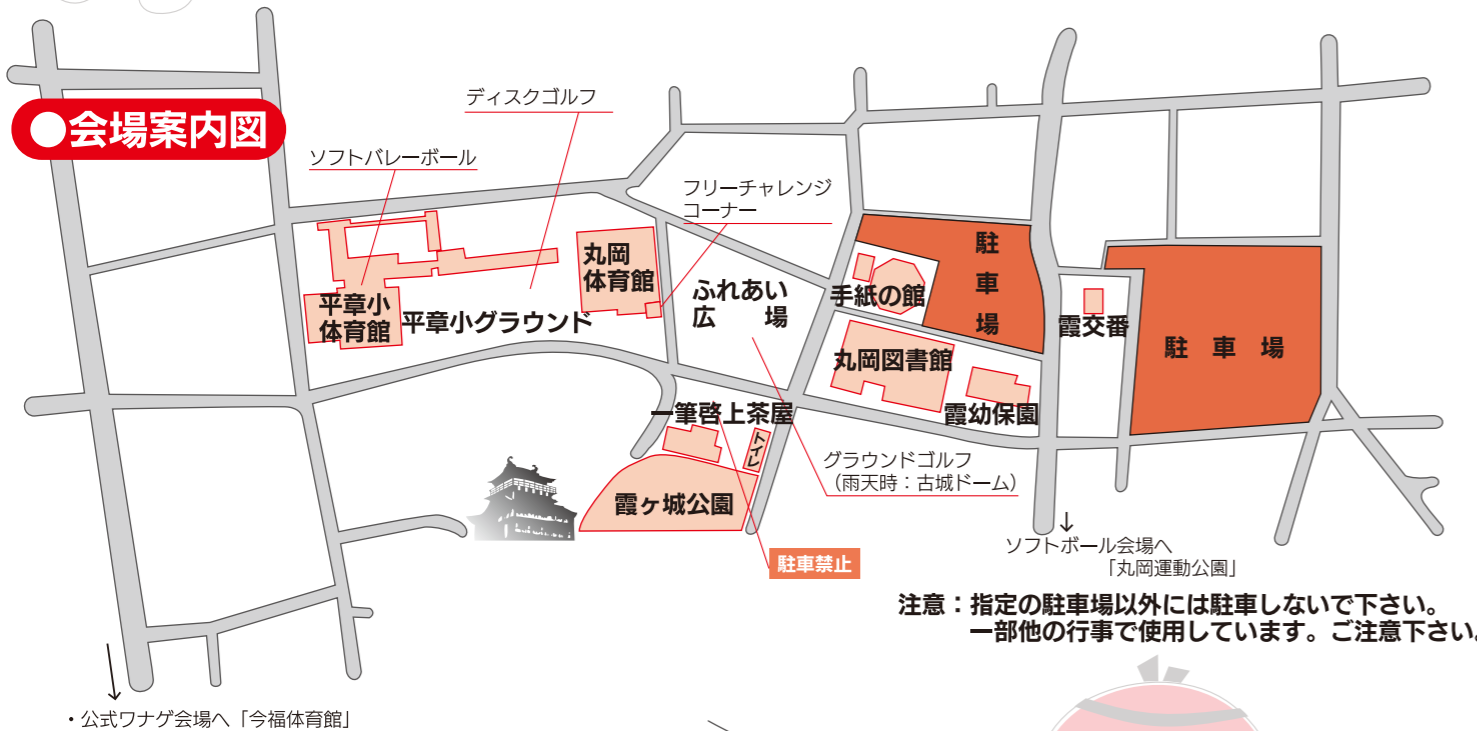 ●会場案内図
ディスクゴルフ
ソフトバレーボール
フリーチャレンジ
コーナー
丸岡
体育館
平章小
体育館
平章小グラウンド
ふれあい
広　場
手紙の館
駐車場
霞交番
駐車場
丸岡図書館
霞幼保園
一筆啓上茶屋
トイレ
霞ヶ城公園
グラウンドゴルフ
（雨天時：古城ドーム）
駐車禁止
↓
ソフトボール会場へ
「丸岡運動公園」
注意：指定の駐車場以外には駐車しないで下さい。
一部他の行事で使用しています。ご注意下さい。
・公式ワナゲ会場へ「今福体育館」